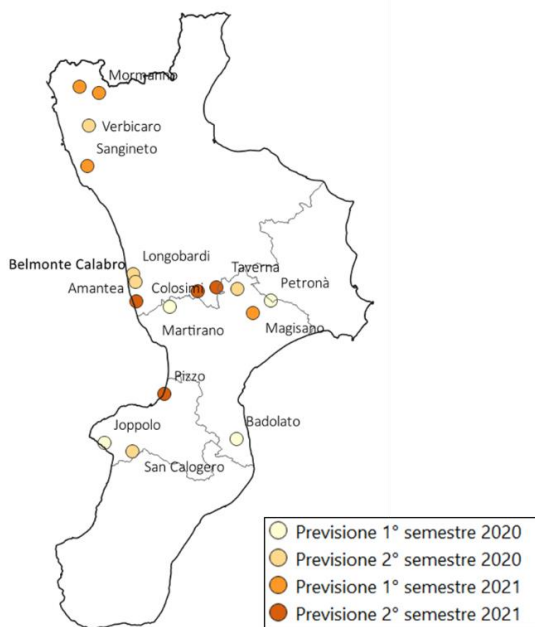 Mormanno
Verbicaro
Sangineto
Longobardi
Belmonte Calabro
Taverna
Amantea
Colosimi
Petronà
Martirano
Magisano
Pizzo
Joppolo
Badolato
San Calogero
Previsione 1° semestre 2020
Previsione 2° semestre 2020
Previsione 1° semestre 2021
Previsione 2° semestre 2021